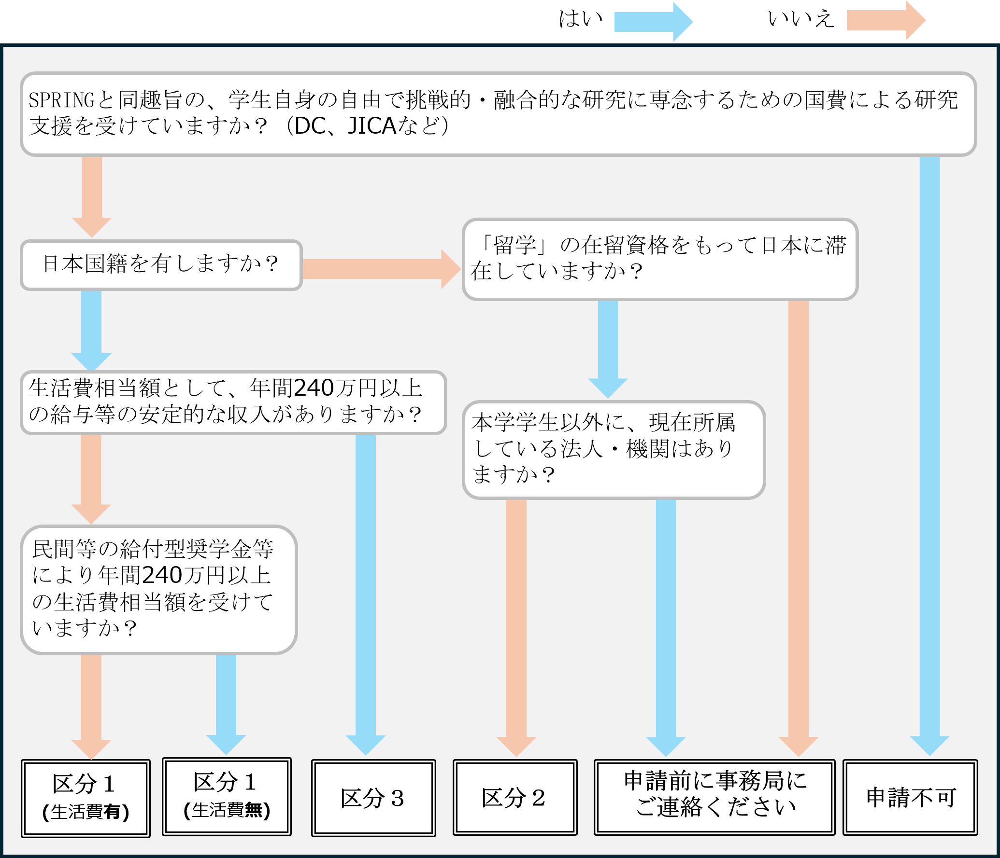 はい
いいえ
SPRINGと同趣旨の、学生自身の自由で挑戦的・融合的な研究に専念するための国費による研究
支援を受けていますか？（DC、JICAなど）
日本国籍を有しますか？
「留学」の在留資格をもって日本に滞
在していますか？
生活費相当額として、年間240万円以上
の給与等の安定的な収入がありますか？
本学学生以外に、現在所属
している法人・機関はあり
ますか？
民間等の給付型奨学金等
により年間240万円以上
の生活費相当額を受けて
いますか？
区分１
(生活費有)
区分１
(生活費無)
区分３
区分２
申請前に事務局に
ご連絡ください
申請不可